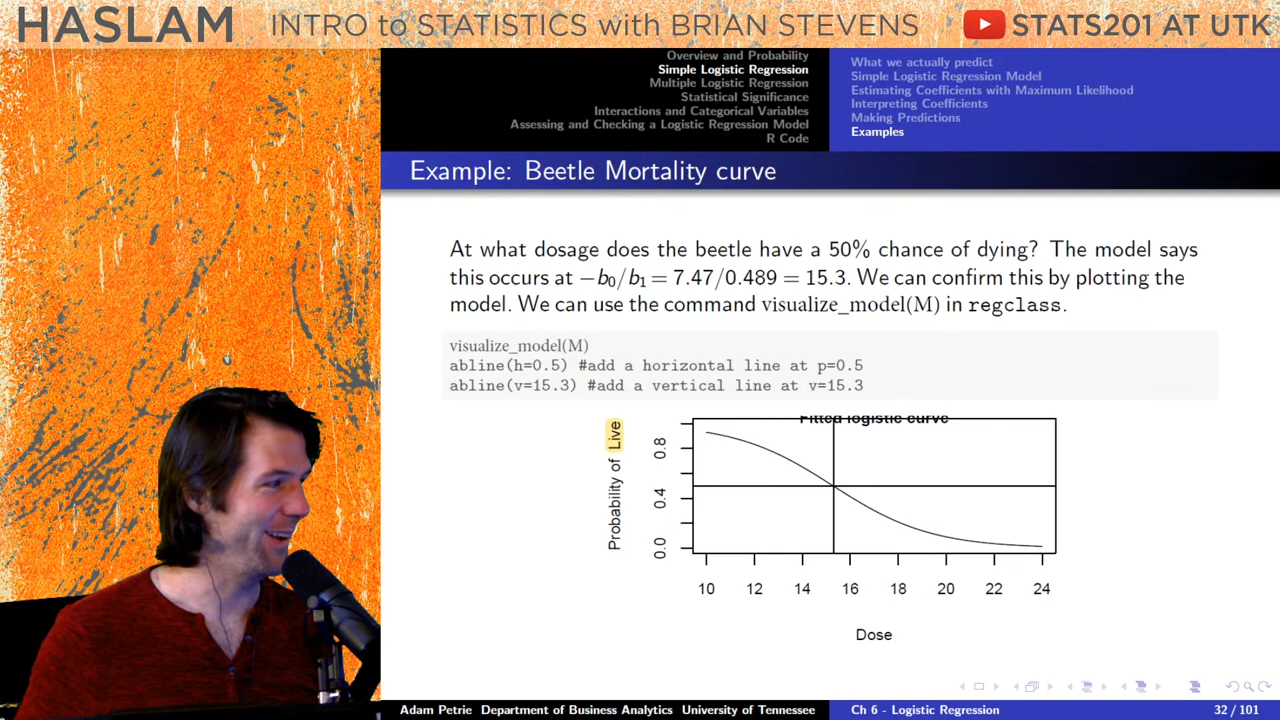 HASLAM INTRO to STATISTICS with BRIAN STEVENS STATS201 AT UTK
Overview and Probability
Simple Logistic Regression
Multiple Logistic Regression
Statistical Significance
Interactions and Categorical Variables
Assessing and Checking a Logistic Regression Model
R Code
What we actually predict
Simple Logistic Regression Model
Estimating Coefficients with Maximum Likelihood
Interpreting Coefficients
Making Predictions
Examples
Example: Beetle Mortality curve
At what dosage does the beetle have a 50% chance of dying? The model says
this occurs at −b₀/b₁ = 7.47/0.489 = 15.3. We can confirm this by plotting the
model. We can use the command visualize_model(M) in regclass.
visualize_model(M)
abline(h=0.5) #add a horizontal line at p=0.5
abline(v=15.3) #add a vertical line at v=15.3
Fitted logistic curve
Probability of Live
0.8
0.4
0.0
10 12 14 16 18 20 22 24
Dose
Adam Petrie Department of Business Analytics University of Tennessee Ch 6 - Logistic Regression 32 / 101